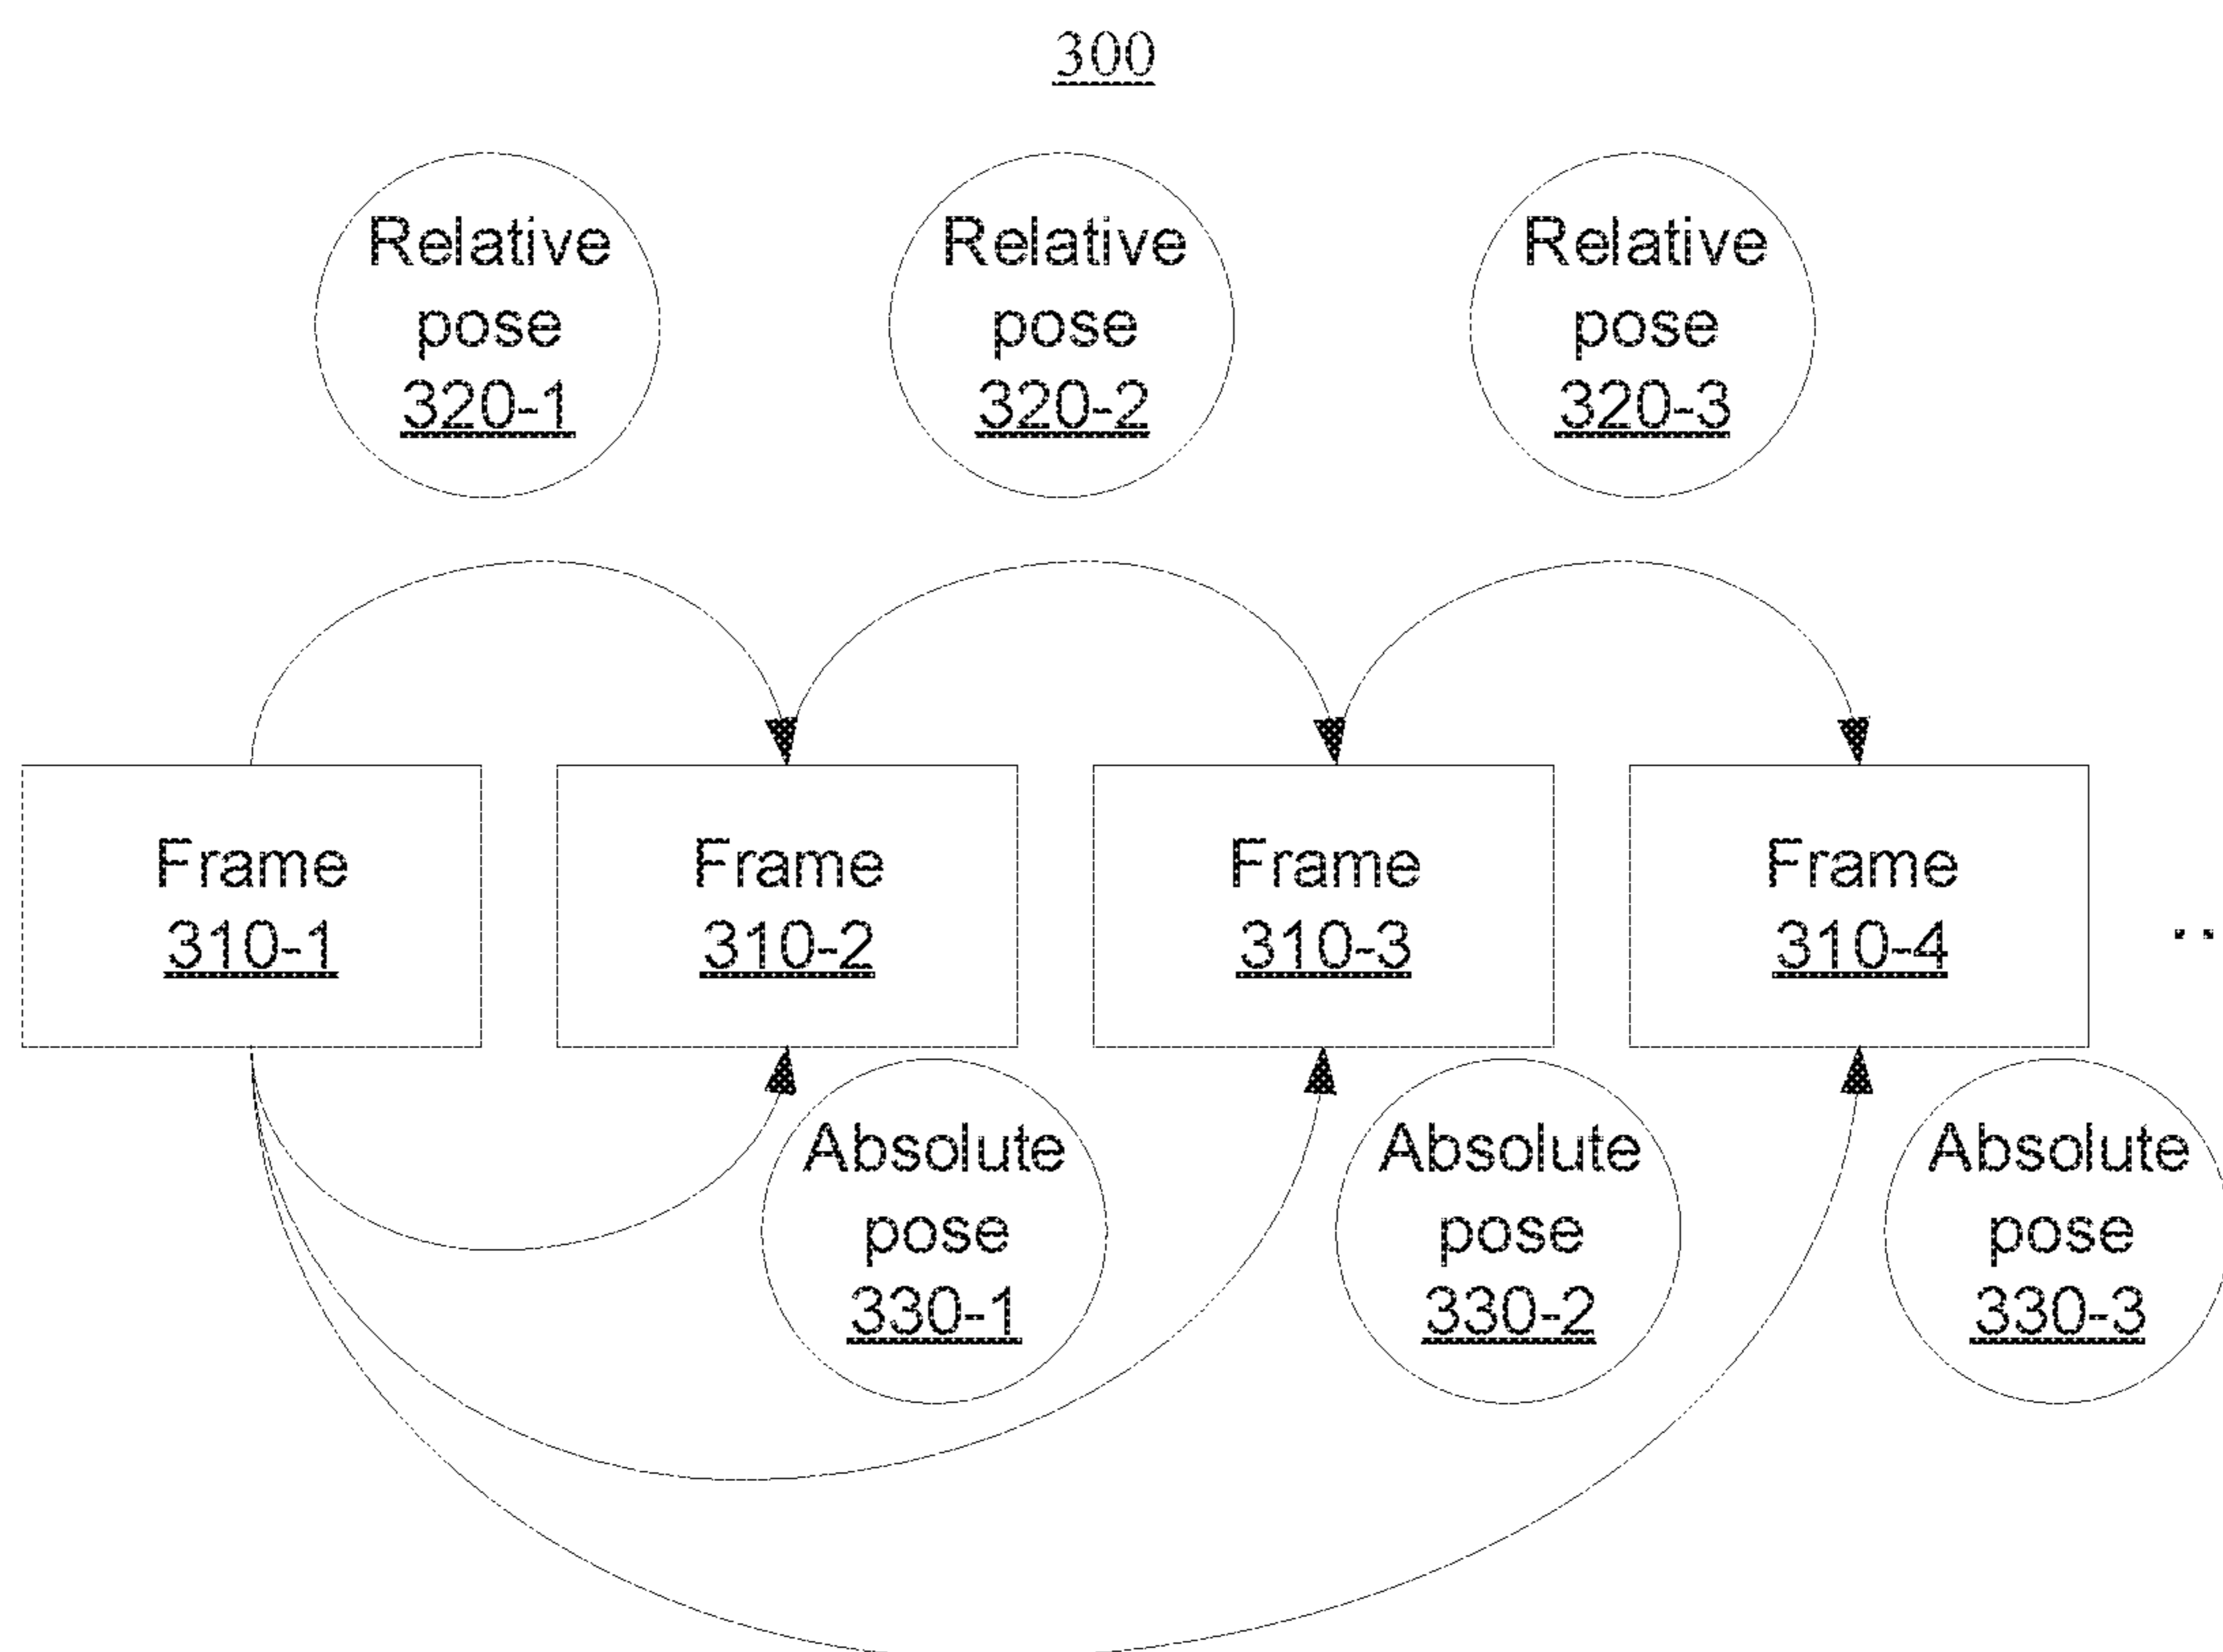 300
Relative
pose
320-1
Relative
pose
320-2
Relative
pose
320-3
Frame
310-1
Frame
310-2
Frame
310-3
Frame
310-4
..
Absolute
pose
330-1
Absolute
pose
330-2
Absolute
pose
330-3